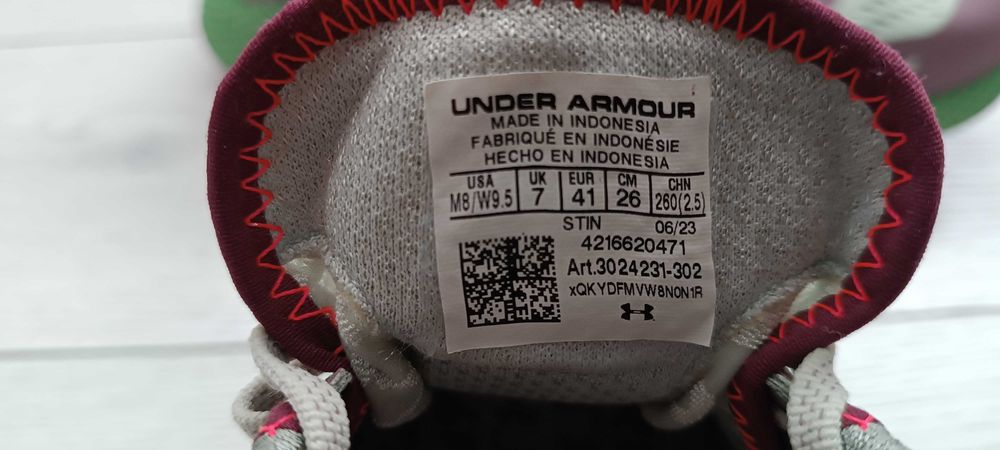 UNDER ARMOUR
MADE IN INDONESIA
FABRIQUÉ EN INDONÉSIE
HECHO EN INDONESIA
USA UK EUR CM CHN
M8/W9.5 7 41 26 260(2.5)
STIN 06/23
4216620471
Art.3024231-302
xQKYDFMVW8N0N1R